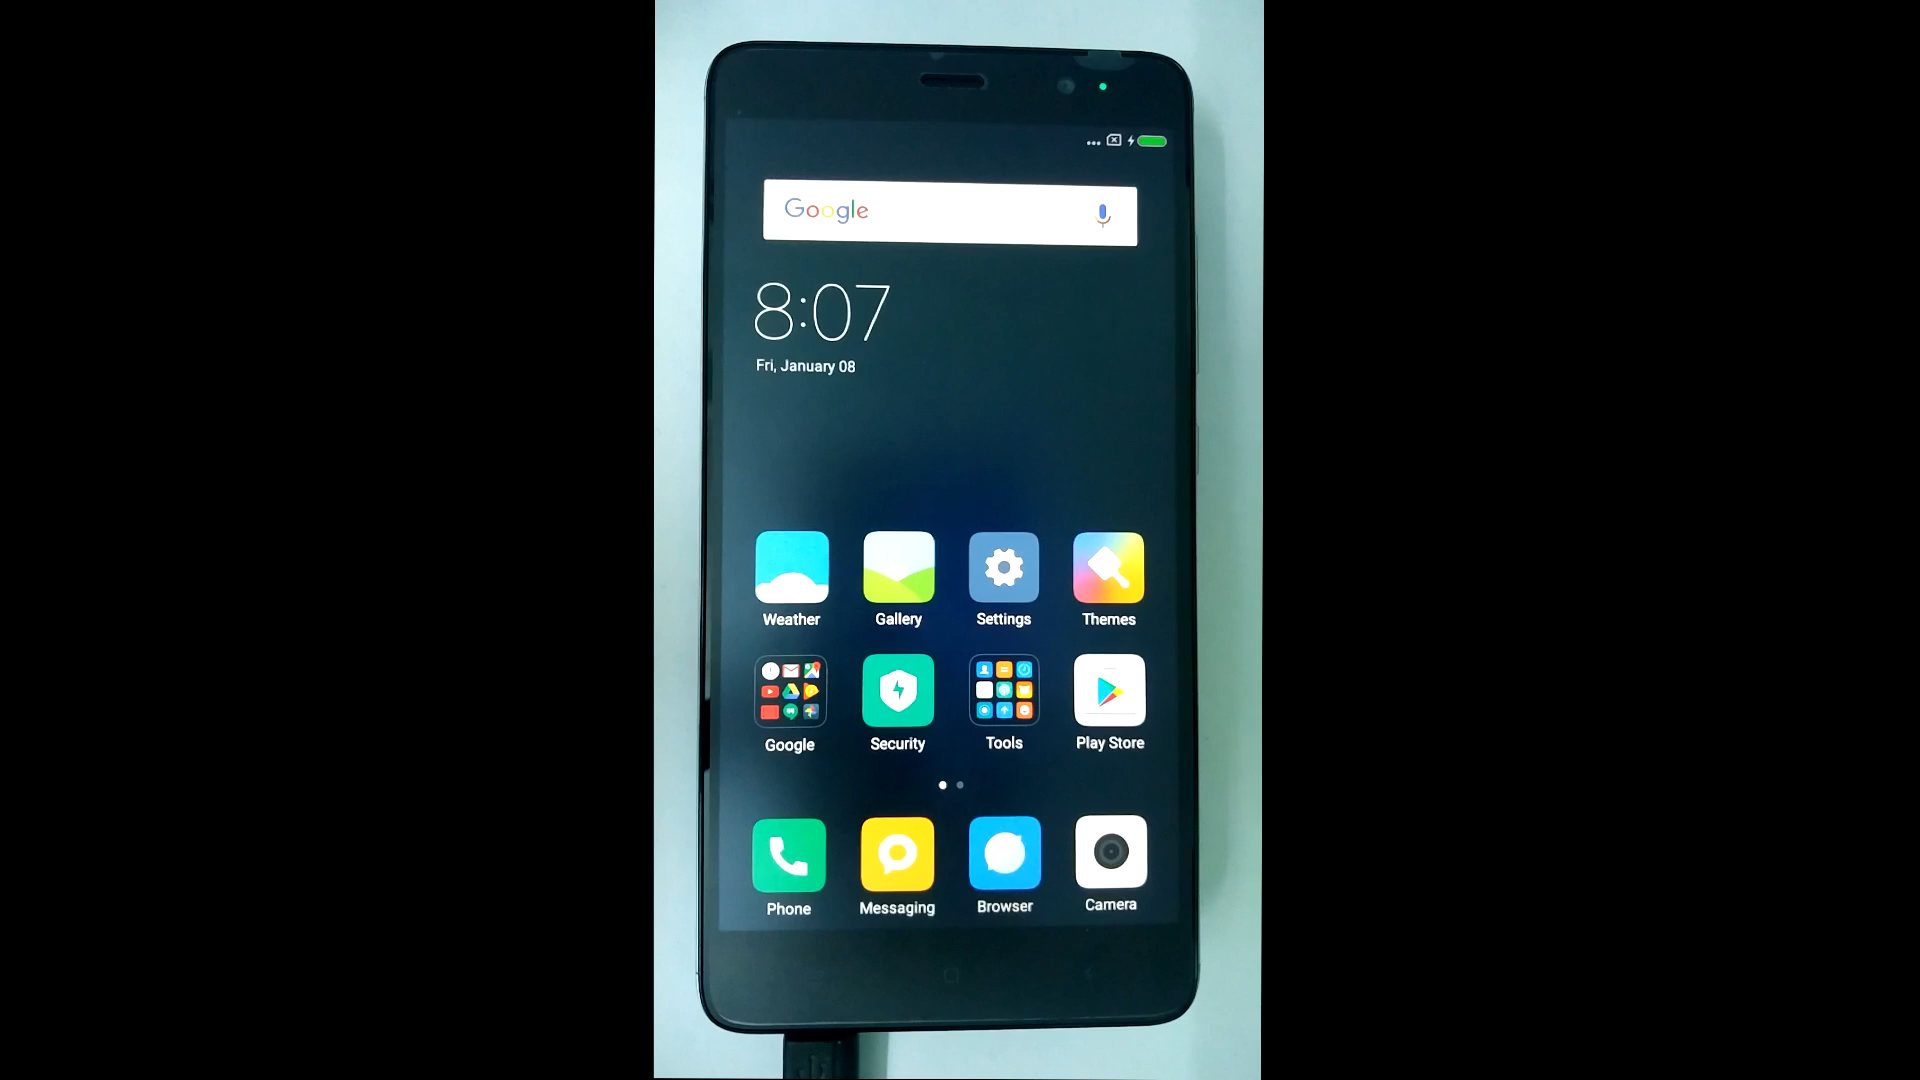 Google
8:07
Fri, January 08
Weather Gallery Settings Themes
Google Security Tools Play Store
Phone Messaging Browser Camera